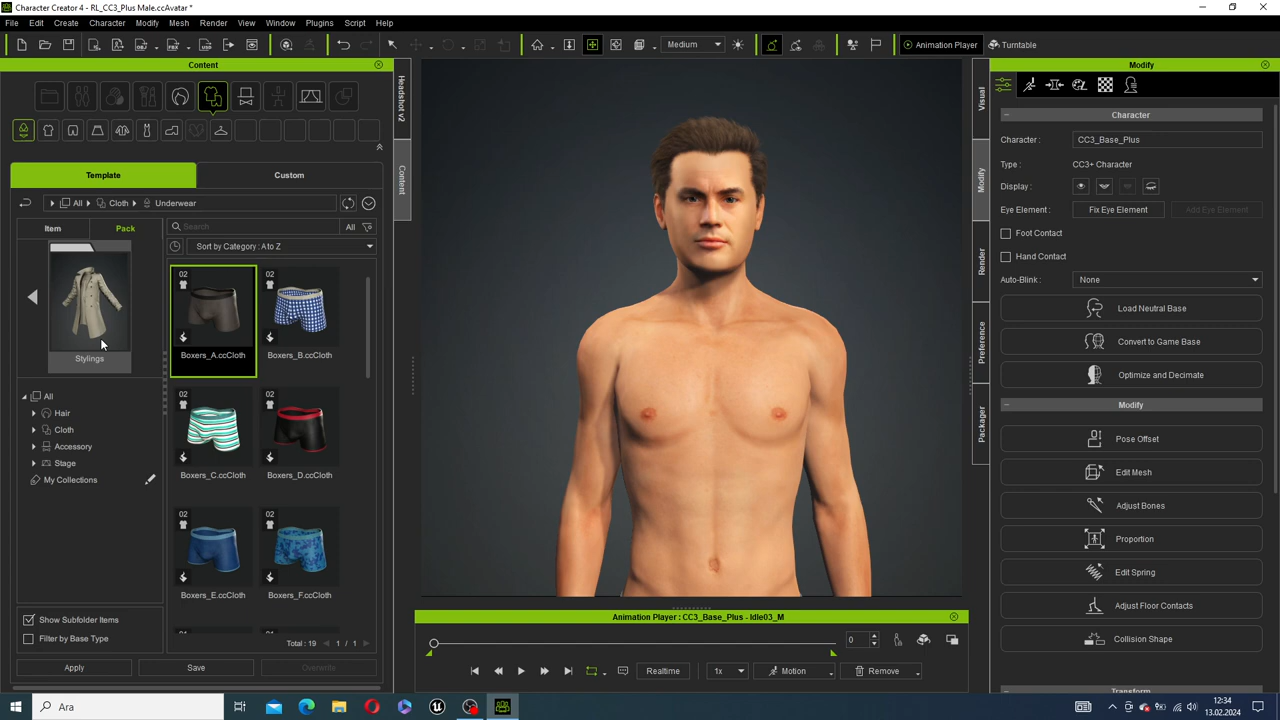 Character Creator 4 - RL_CC3_Plus Male.ccAvatar *
File Edit Create Character Modify Mesh Render View Window Plugins Script Help
Medium
Animation Player
Turntable
Content
Headshot v2
Content
Template
Custom
All
Cloth
Underwear
Item
Pack
Search
All
Sort by Category : A to Z
Stylings
All
Hair
Cloth
Accessory
Stage
My Collections
02
Boxers_A.ccCloth
02
Boxers_B.ccCloth
02
Boxers_C.ccCloth
02
Boxers_D.ccCloth
02
Boxers_E.ccCloth
02
Boxers_F.ccCloth
Show Subfolder Items
Filter by Base Type
Total : 19
1 / 1
Apply
Save
Overwrite
Animation Player : CC3_Base_Plus - Idle03_M
0
Realtime
1x
Motion
Remove
Visual
Modify
Render
Preference
Packager
Modify
Character
Character :
CC3_Base_Plus
Type :
CC3+ Character
Display :
Eye Element :
Fix Eye Element
Add Eye Element
Foot Contact
Hand Contact
Auto-Blink :
None
Load Neutral Base
Convert to Game Base
Optimize and Decimate
Modify
Pose Offset
Edit Mesh
Adjust Bones
Proportion
Edit Spring
Adjust Floor Contacts
Collision Shape
Transform
Ara
12:34
13.02.2024